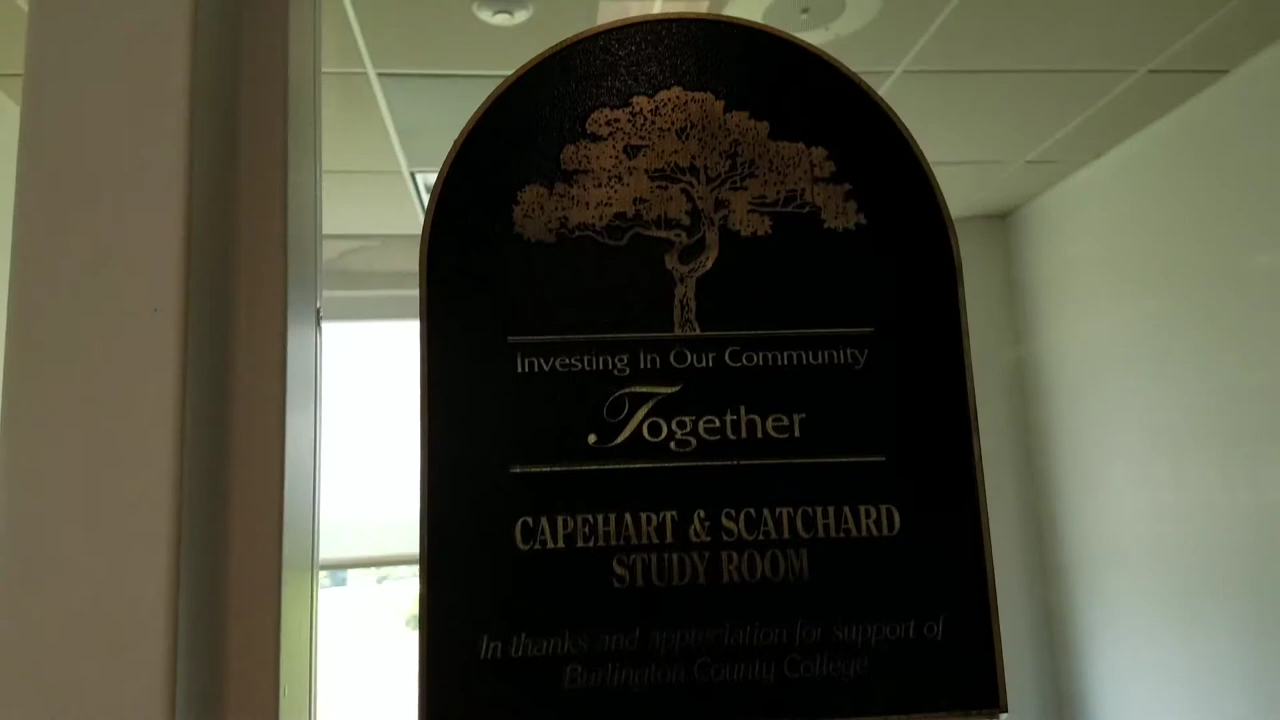 Investing In Our Community
Together
CAPEHART & SCATCHARD
STUDY ROOM
In thanks and appreciation for support of
Burlington County College